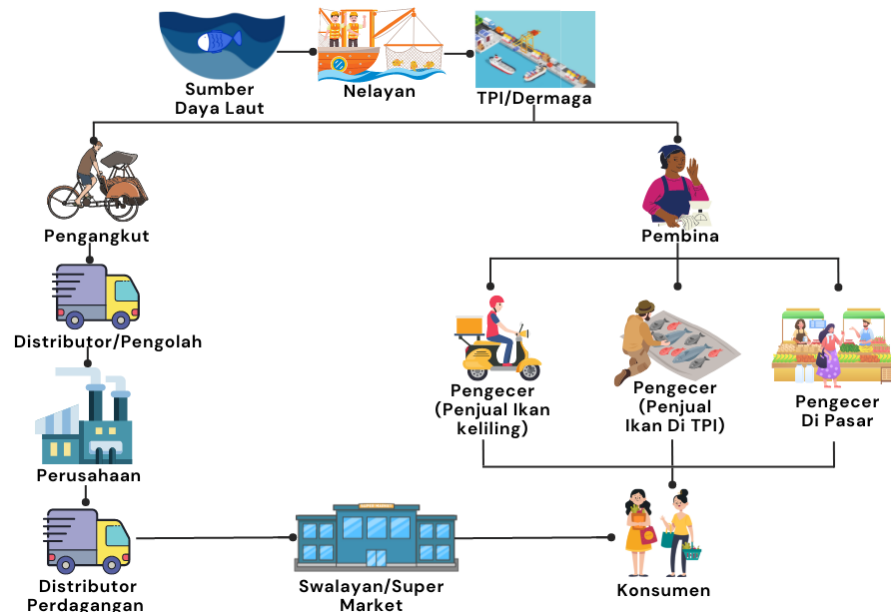 Sumber
Daya Laut
Nelayan
TPI/Dermaga
Pengangkut
Pembina
Distributor/Pengolah
Pengecer
(Penjual Ikan
keliling)
Pengecer
(Penjual
Ikan Di TPI)
Pengecer
Di Pasar
Perusahaan
Distributor
Perdagangan
Swalayan/Super
Market
Konsumen